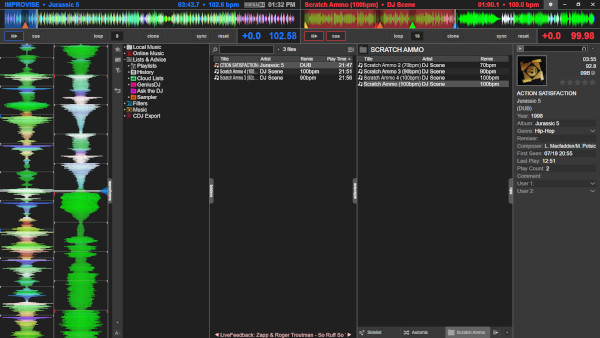 IMPROVISE • Jurassic 5
03:43.7 • 102.6 bpm
01:32 PM
Scratch Ammo (100bpm) • DJ Scene
01:00.1 • 100.0 bpm
CUE loop 8 clone sync reset +0.0 102.58
CUE loop 16 clone sync reset +0.0 99.98
Local Music
Online Music
Lists & Advice
Playlists
History
Cloud Lists
GeniusDJ
Ask the DJ
Sampler
Filters
Music
CDJ Export
3 files
Title Artist Remix Play Time
ACTION SATISFACTION Jurassic 5 (DUB) 21:47
Scratch Ammo 4 (100 DJ Scene 100bpm 21:51
Scratch Ammo 3 (90b DJ Scene 90bpm 21:56
LiveFeedback: Zapp & Roger Troutman - So Ruff So
SCRATCH AMMO
Title Artist Remix
Scratch Ammo 2 (70bpm) DJ Scene 70bpm
Scratch Ammo 3 (90bpm) DJ Scene 90bpm
Scratch Ammo 4 (100bpm) DJ Scene 100bpm
Scratch Ammo (100bpm) DJ Scene 100bpm
Sidelist Automix Scratch Ammo
03:55
92.8
09B
ACTION SATISFACTION
Jurassic 5
(DUB)
Year: 1998
Album: Jurassic 5
Genre: Hip-Hop
Remixer:
Composer: L. Macfadden/M. Potsic
First Seen: 07/19 20:55
Last Play: 12:51
Play Count: 2
Comment:
User 1:
User 2: